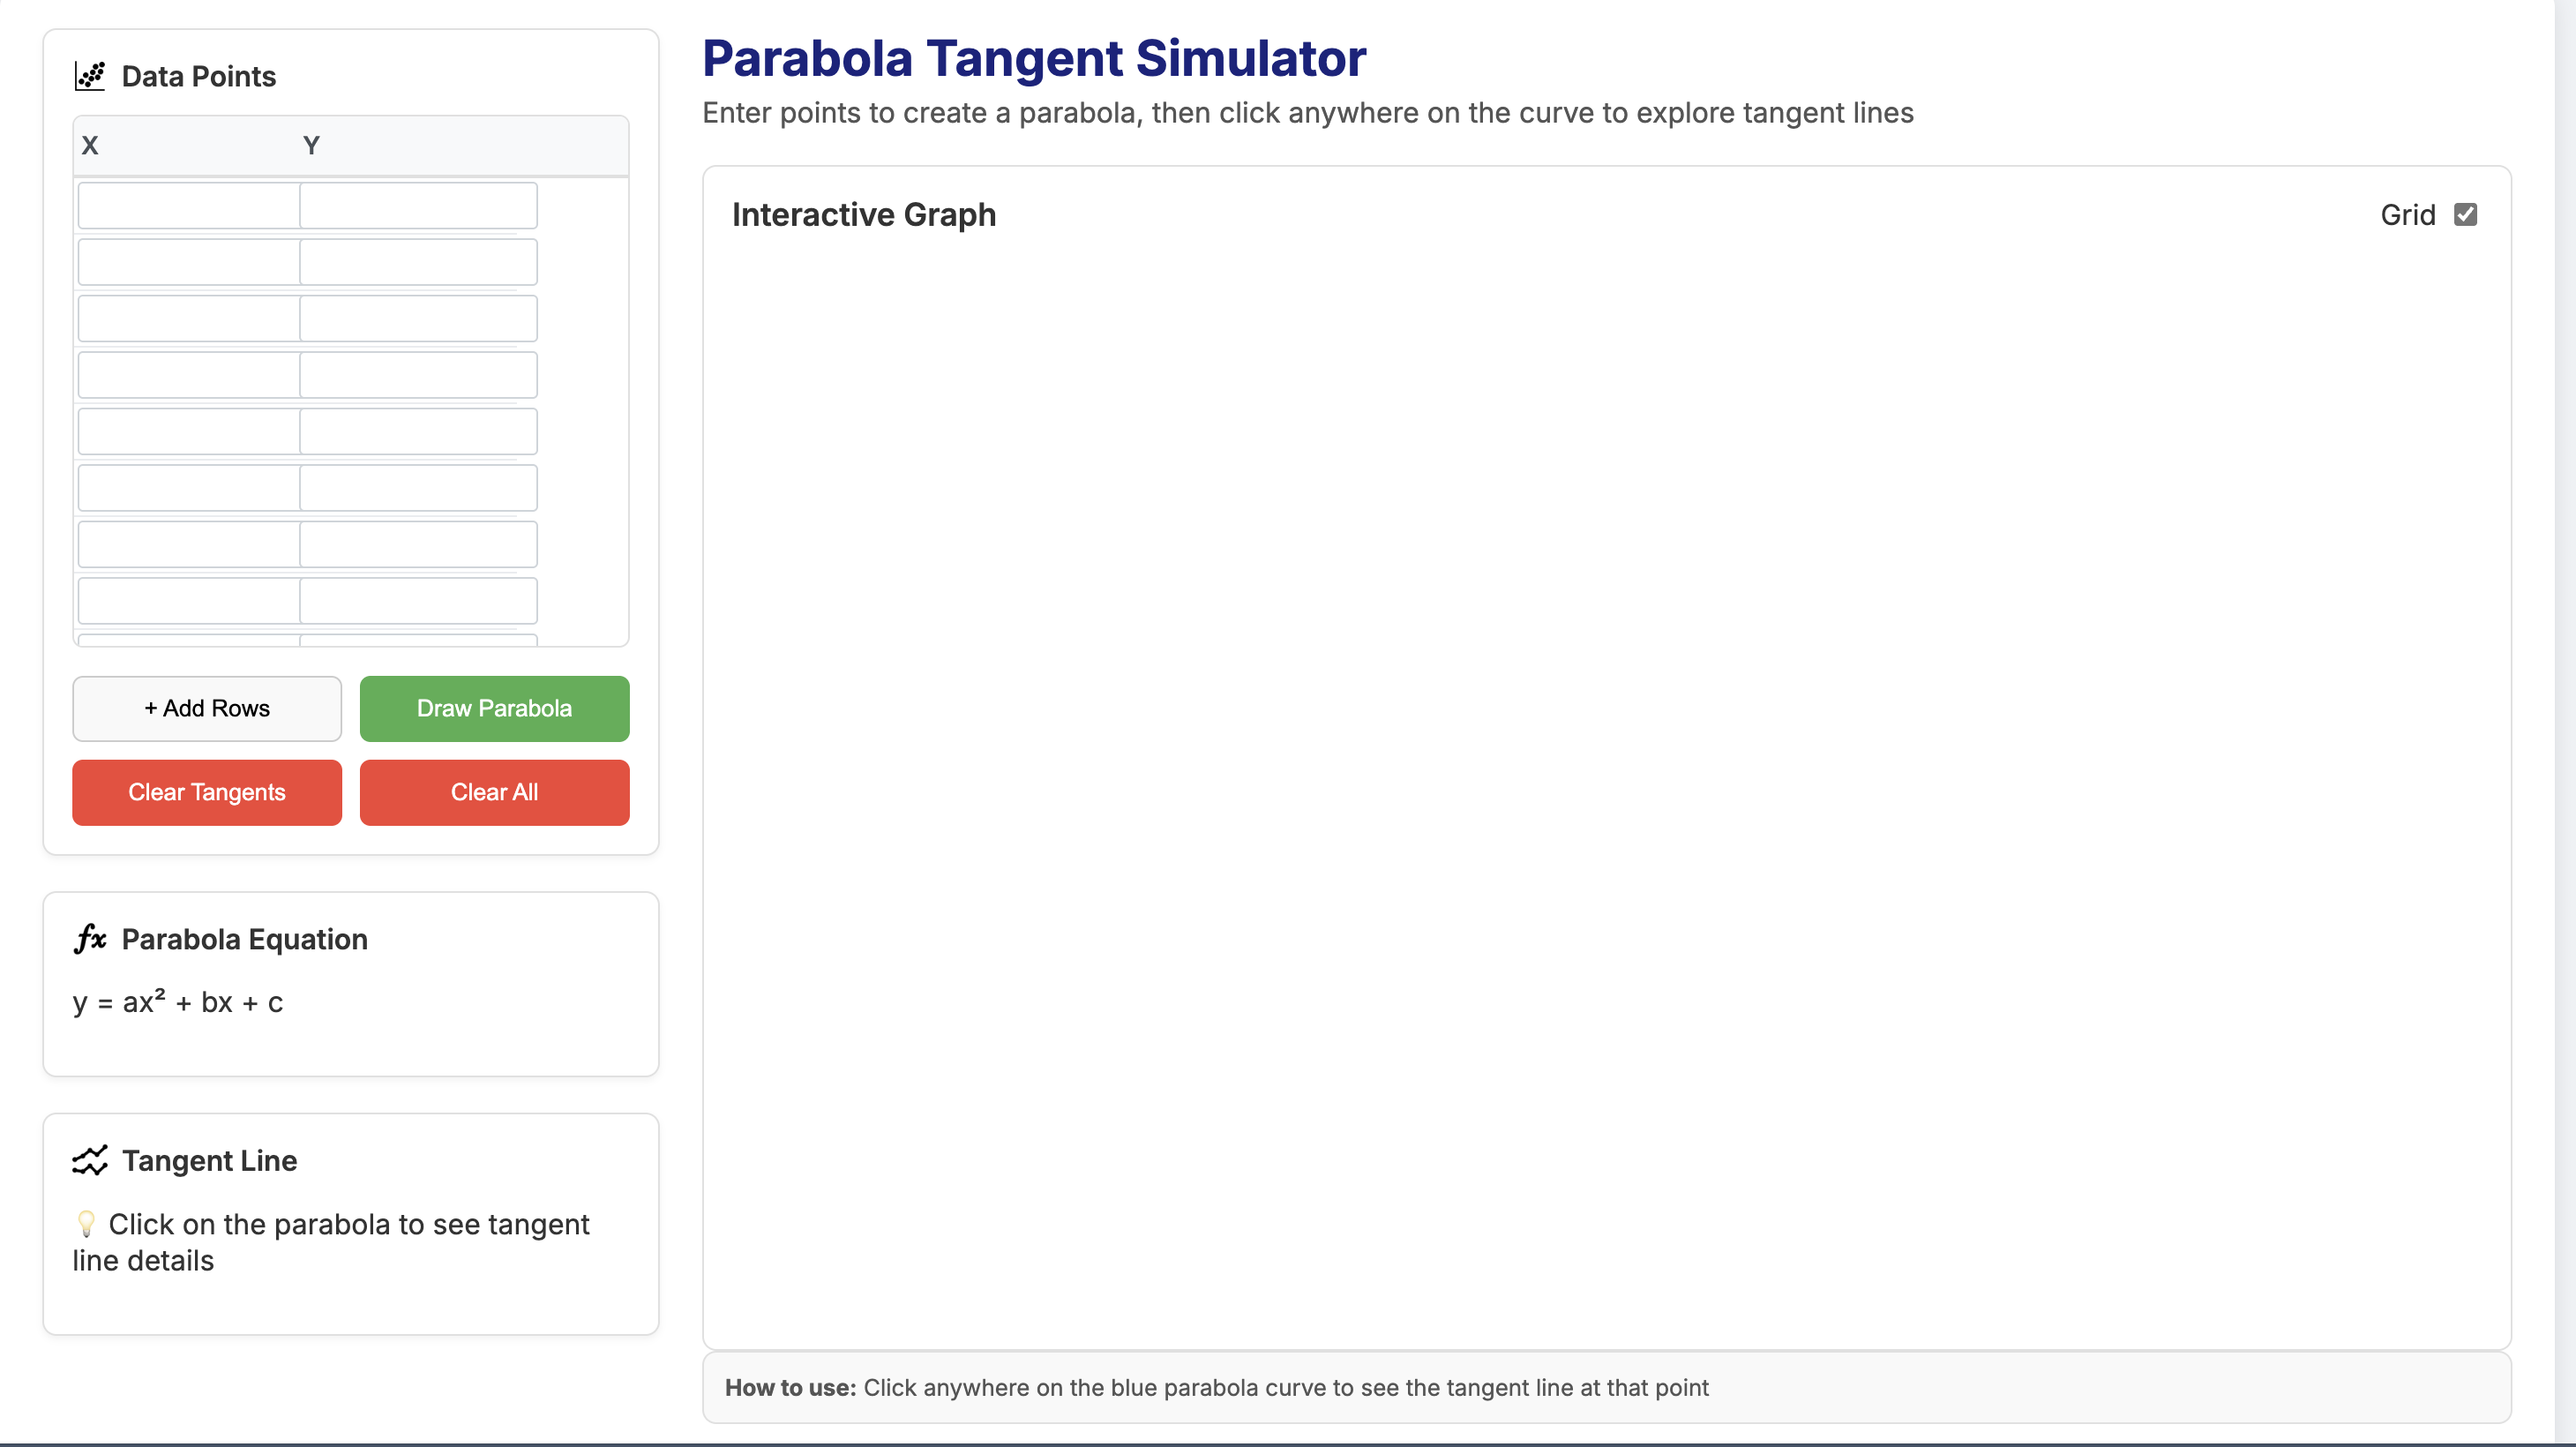 Data Points
X Y
+ Add Rows
Draw Parabola
Clear Tangents
Clear All
fx Parabola Equation
y = ax² + bx + c
Tangent Line
💡 Click on the parabola to see tangent
line details
Parabola Tangent Simulator
Enter points to create a parabola, then click anywhere on the curve to explore tangent lines
Interactive Graph
Grid
How to use: Click anywhere on the blue parabola curve to see the tangent line at that point